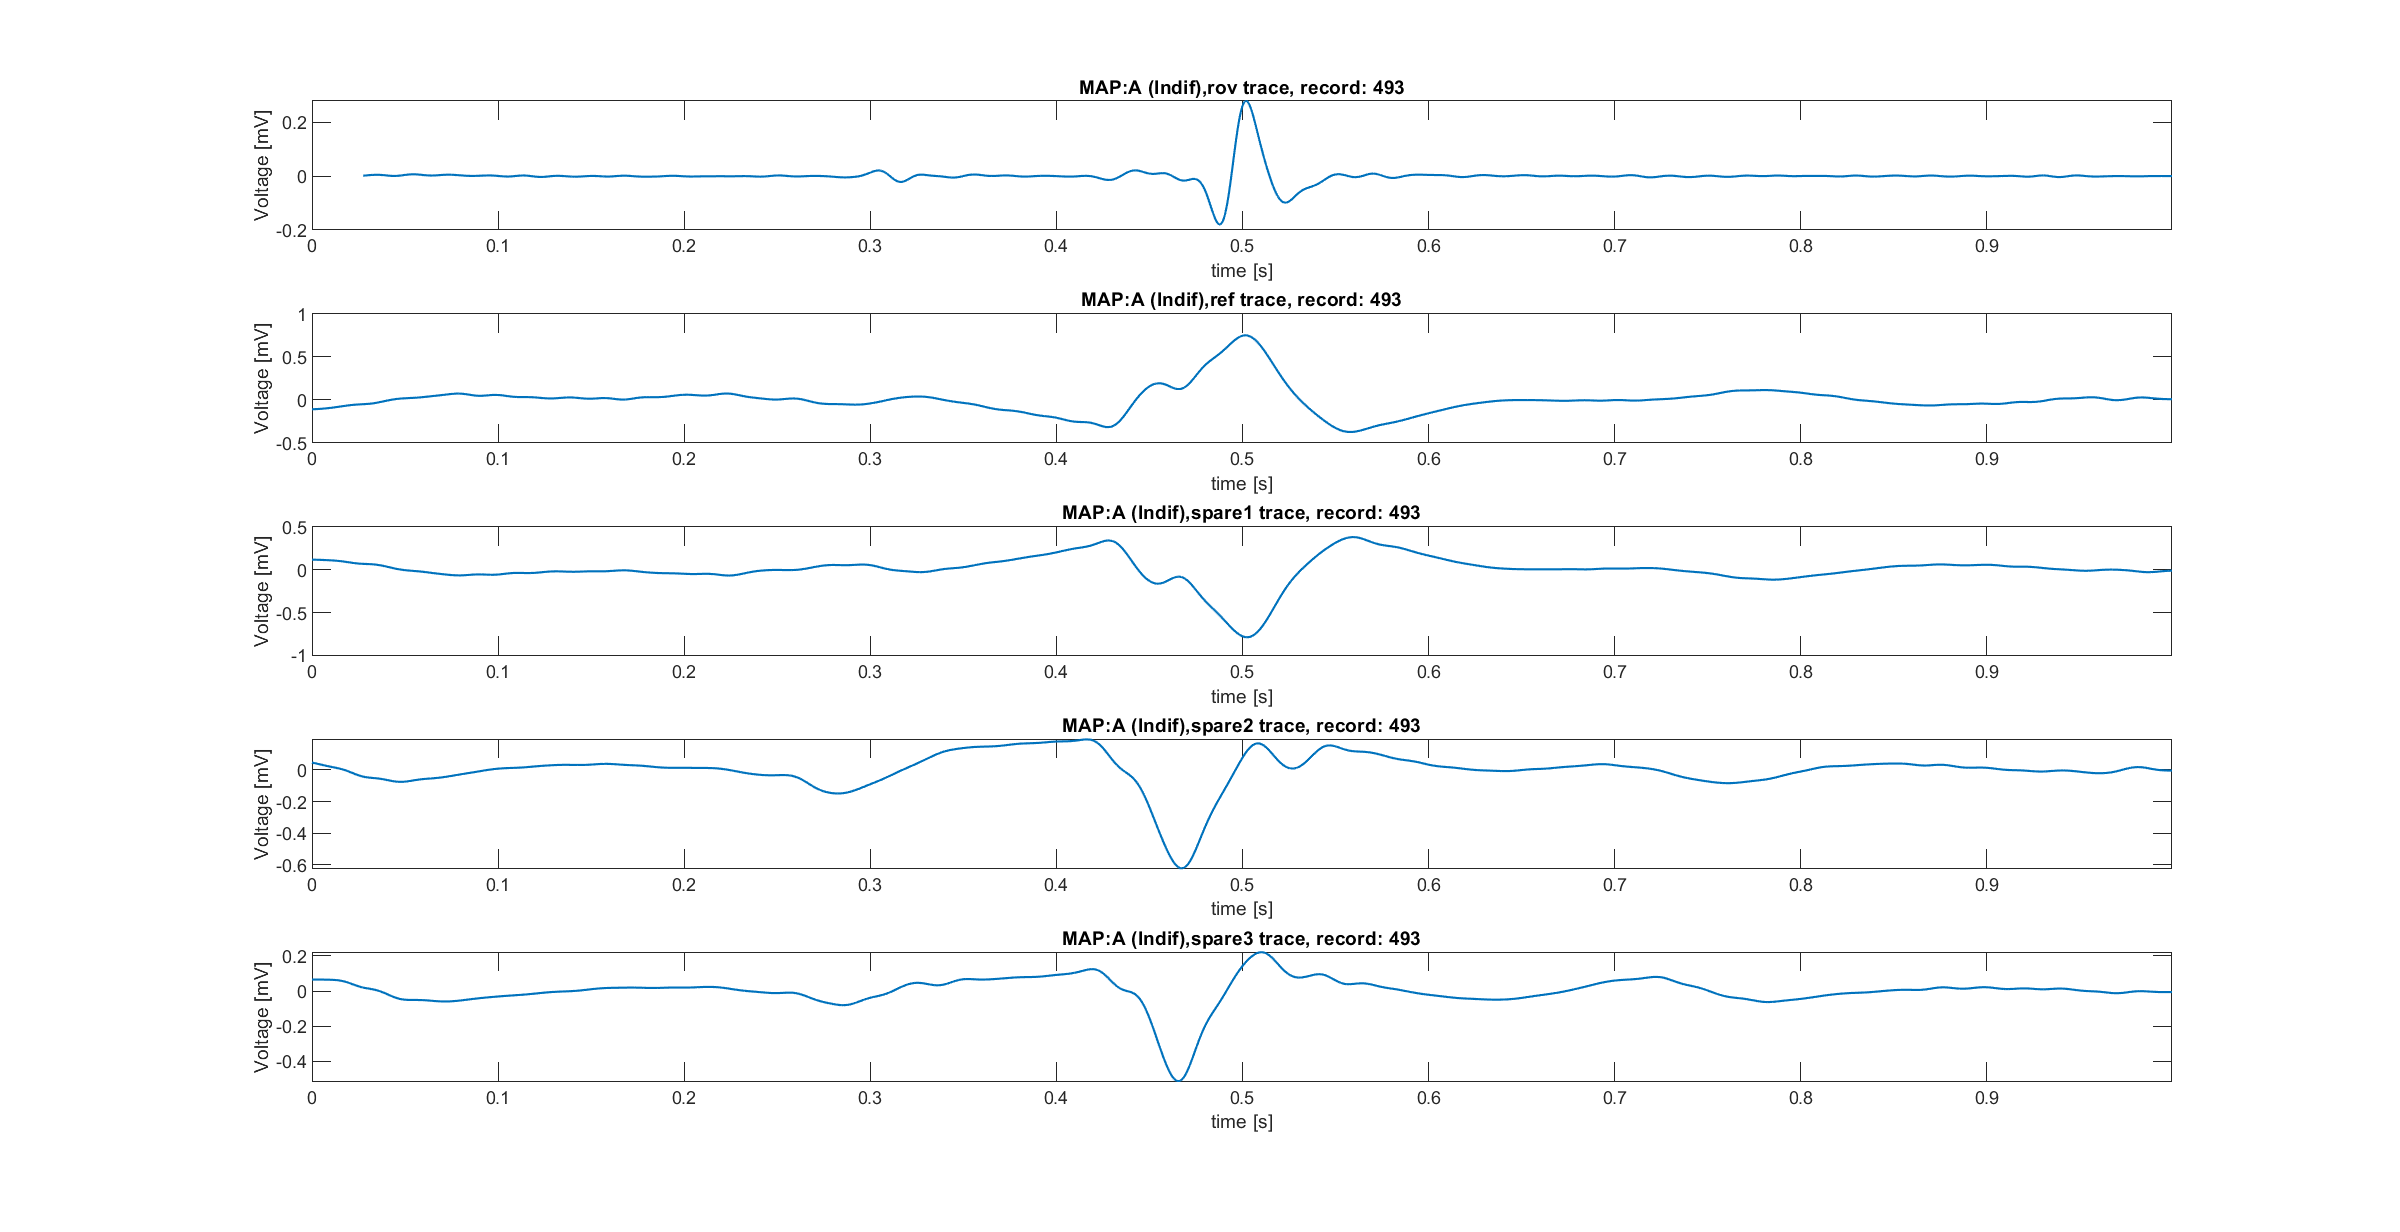 MAP:A (Indif),rov trace, record: 493
Voltage [mV]
0.2
0
-0.2
0 0.1 0.2 0.3 0.4 0.5 0.6 0.7 0.8 0.9
time [s]
MAP:A (Indif),ref trace, record: 493
Voltage [mV]
1
0.5
0
-0.5
0 0.1 0.2 0.3 0.4 0.5 0.6 0.7 0.8 0.9
time [s]
MAP:A (Indif),spare1 trace, record: 493
Voltage [mV]
0.5
0
-0.5
-1
0 0.1 0.2 0.3 0.4 0.5 0.6 0.7 0.8 0.9
time [s]
MAP:A (Indif),spare2 trace, record: 493
Voltage [mV]
0
-0.2
-0.4
-0.6
0 0.1 0.2 0.3 0.4 0.5 0.6 0.7 0.8 0.9
time [s]
MAP:A (Indif),spare3 trace, record: 493
Voltage [mV]
0.2
0
-0.2
-0.4
0 0.1 0.2 0.3 0.4 0.5 0.6 0.7 0.8 0.9
time [s]